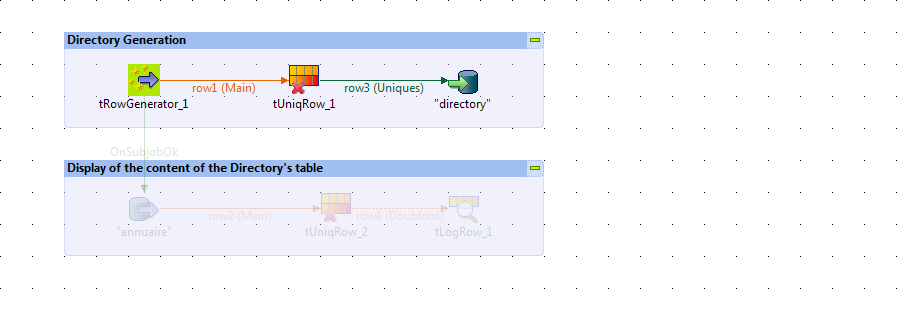 Directory Generation
row1 (Main)
row3 (Uniques)
tRowGenerator_1
tUniqRow_1
"directory"
OnSubjobOk
Display of the content of the Directory's table
row2 (Main)
row4 (Doublons)
"annuaire"
tUniqRow_2
tLogRow_1